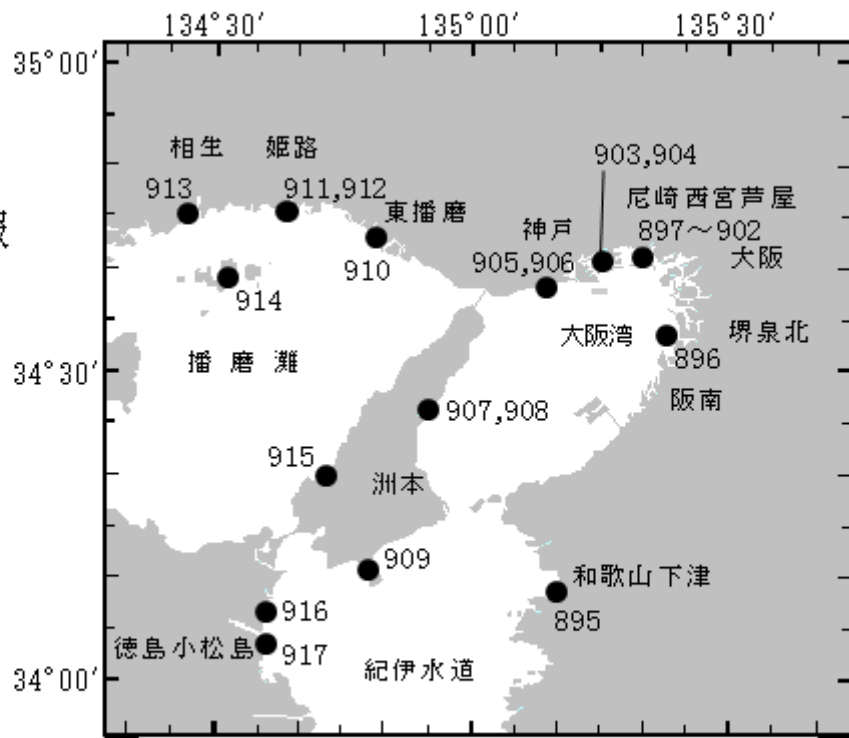 134°30′ 135°00′ 135°30′
35°00′
903,904
相生 姫路
913 911,912 尼崎西宮芦屋
東播磨 神戸 897～902
910 905,906 大阪
914
大阪湾 堺泉北
播磨灘 896
34°30′
阪南
907,908
915
洲本
909 和歌山下津
916 895
徳島小松島 917 紀伊水道
34°00′